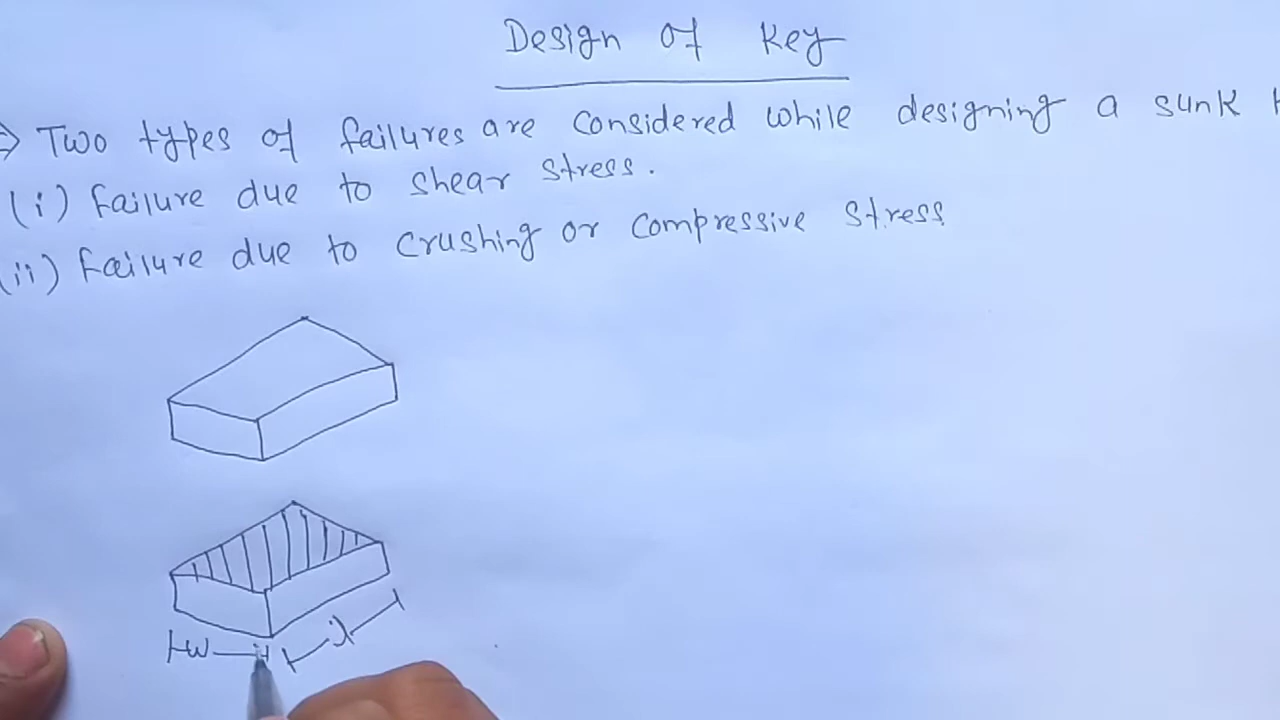 Design of Key
⇒ Two types of failures are considered while designing a sunk
(i) Failure due to shear stress.
(ii) Failure due to crushing or compressive stress
w
l